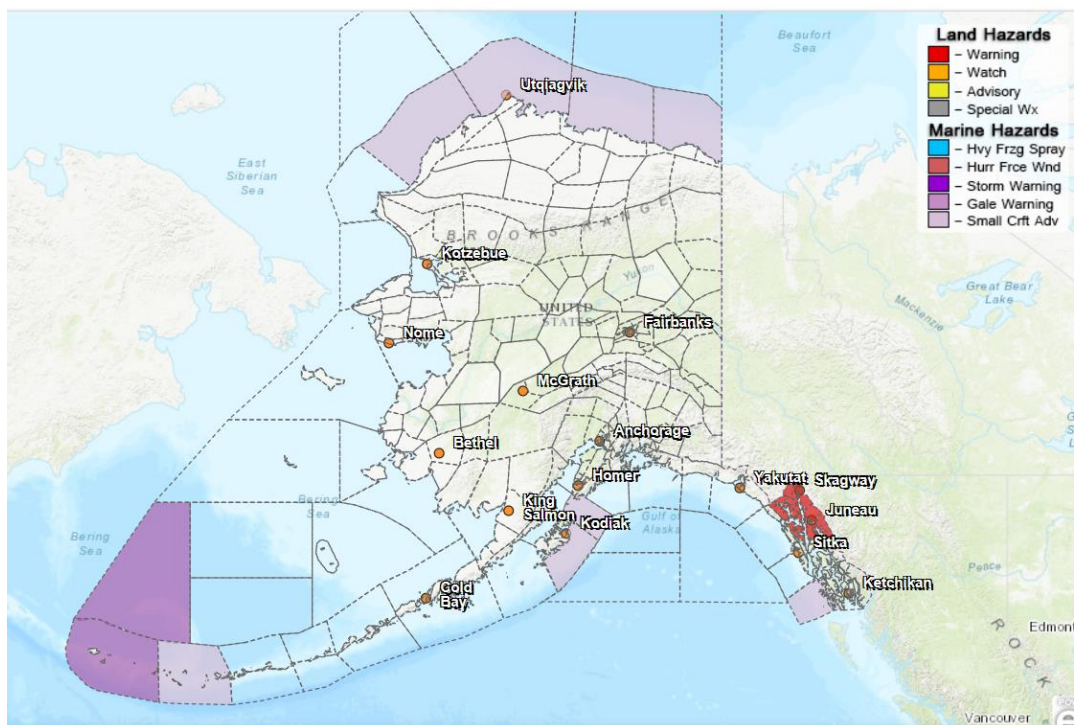 Land Hazards
– Warning
– Watch
– Advisory
– Special Wx
Marine Hazards
– Hvy Frzg Spray
– Hurr Frce Wnd
– Storm Warning
– Gale Warning
– Small Crft Adv
Beaufort
Sea
Utqiagvik
East
Siberian
Sea
BROOKS RANGE
Kotzebue
Yukon
Mackenzie
Great Bear
Lake
UNITED
STATES
Fairbanks
Nome
McGrath
Anchorage
Bethel
Homer
Yakutat
Skagway
King
Salmon
Kodiak
Gulf of
Alaska
Juneau
Sitka
Bering
Sea
Bering
Sea
Peace
Cold
Bay
Ketchikan
ROCK
Edmont
Vancouver